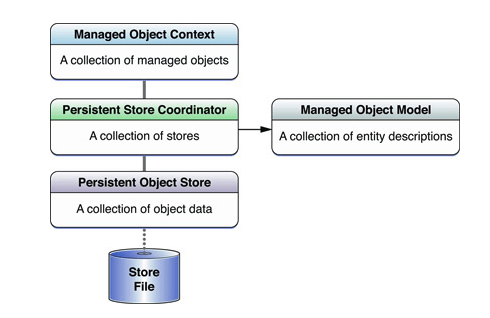 Managed Object Context
A collection of managed objects
Persistent Store Coordinator
A collection of stores
Managed Object Model
A collection of entity descriptions
Persistent Object Store
A collection of object data
Store
File